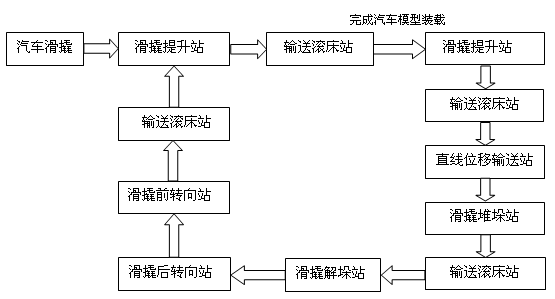 完成汽车模型装载
汽车滑撬
滑撬提升站
输送滚床站
滑撬提升站
输送滚床站
输送滚床站
直线位移输送站
滑撬前转向站
滑撬堆垛站
滑撬后转向站
滑撬解垛站
输送滚床站